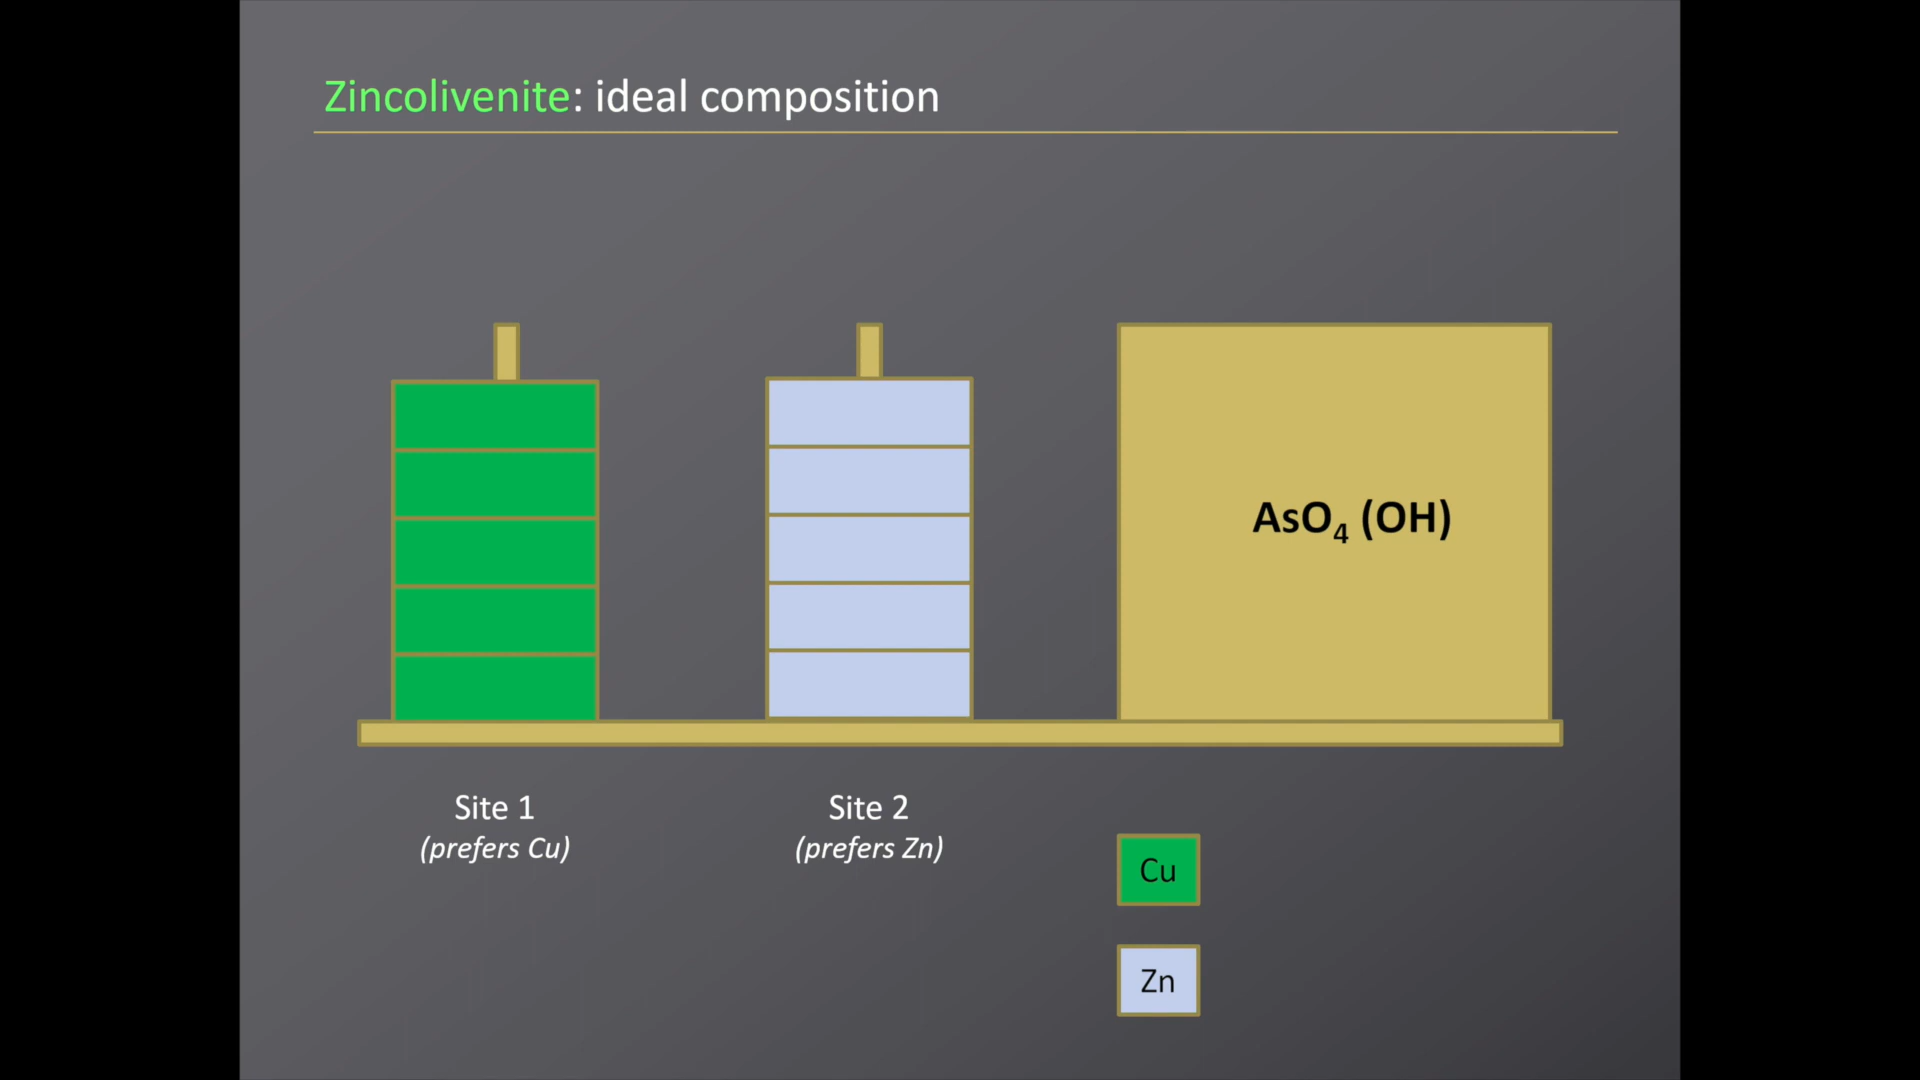 Zincolivenite: ideal composition
AsO₄ (OH)
Site 1
(prefers Cu)
Site 2
(prefers Zn)
Cu
Zn